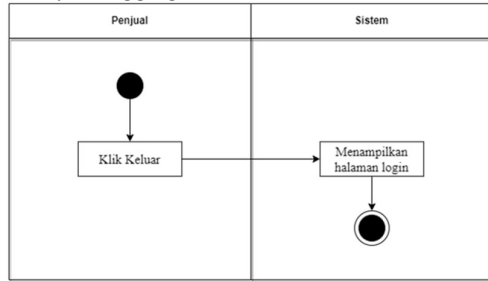 Penjual
Sistem
Klik Keluar
Menampilkan
halaman login